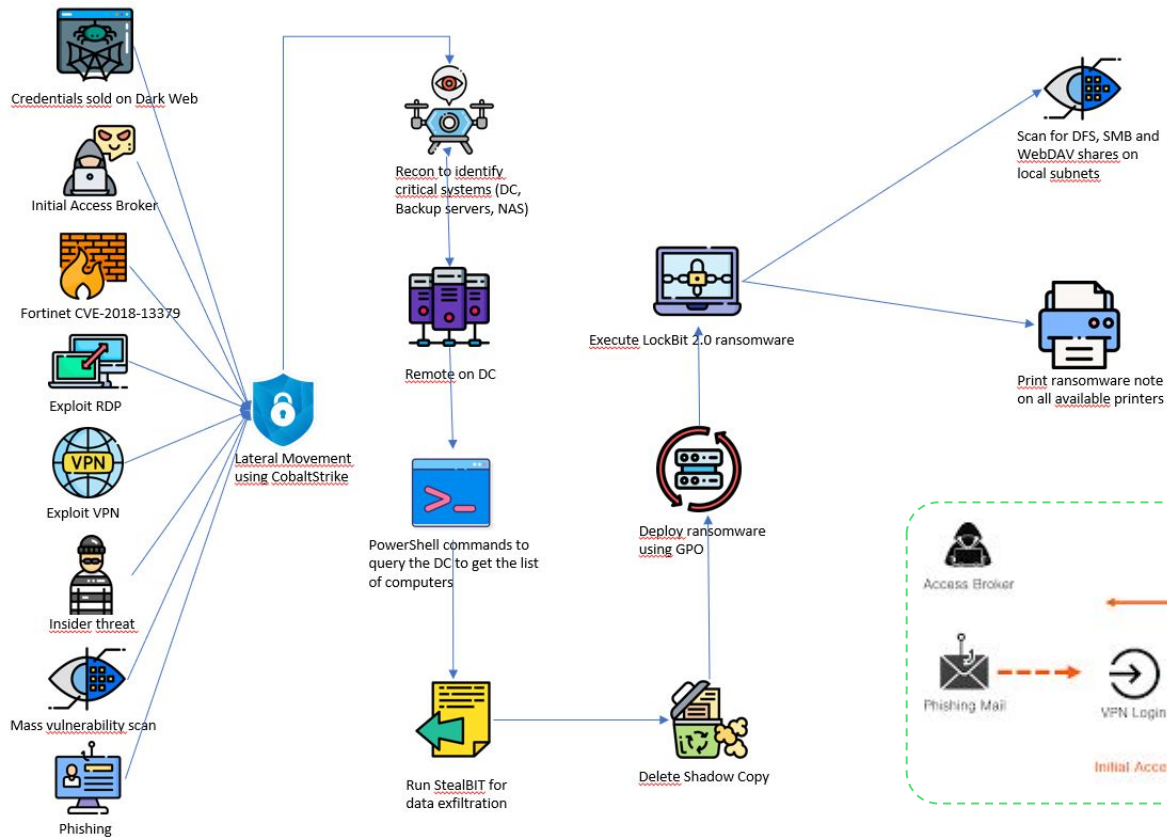 Credentials sold on Dark Web
Initial Access Broker
Fortinet CVE-2018-13379
Exploit RDP
VPN
Exploit VPN
Insider threat
Mass vulnerability scan
Phishing
Lateral Movement
using CobaltStrike
Recon to identify
critical systems (DC,
Backup servers, NAS)
Remote on DC
>_
PowerShell commands to
query the DC to get the list
of computers
Run StealBIT for
data exfiltration
Delete Shadow Copy
Deploy ransomware
using GPO
Execute LockBit 2.0 ransomware
Scan for DFS, SMB and
WebDAV shares on
local subnets
Print ransomware note
on all available printers
Access Broker
Phishing Mail
VPN Login
Initial Acce